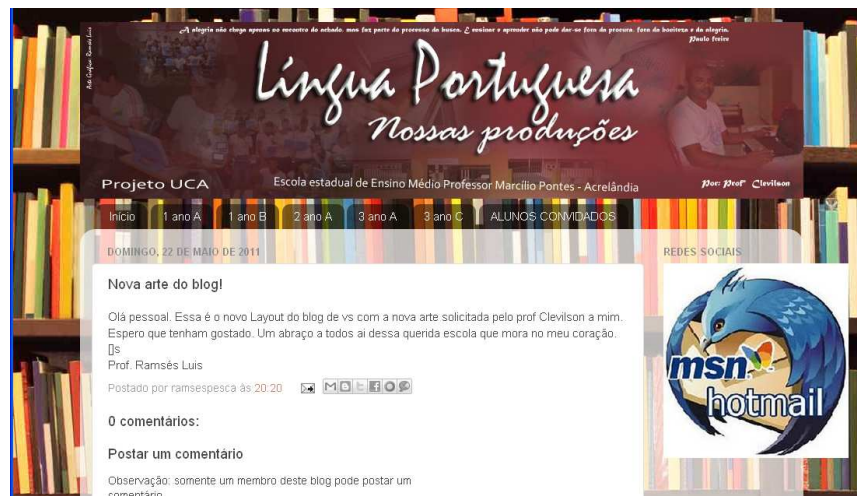 A alegria não chega apenas no encontro do achado, mas faz parte do processo da busca. E ensinar e aprender não pode dar-se fora da procura, fora da boniteza e da alegria.
Paulo freire
Arte Gráfica: Ramsés Luis
Língua Portuguesa
Nossas produções
Projeto UCA
Escola estadual de Ensino Médio Professor Marcílio Pontes - Acrelândia
Por: Profº Clevilson
Início 1 ano A 1 ano B 2 ano A 3 ano A 3 ano C ALUNOS CONVIDADOS
DOMINGO, 22 DE MAIO DE 2011
REDES SOCIAIS
Nova arte do blog!
Olá pessoal. Essa é o novo Layout do blog de vs com a nova arte solicitada pelo prof Clevilson a mim.
Espero que tenham gostado. Um abraço a todos ai dessa querida escola que mora no meu coração.
[]s
Prof. Ramsés Luis
Postado por ramsespesca às 20:20
msn
hotmail
0 comentários:
Postar um comentário
Observação: somente um membro deste blog pode postar um
comentário